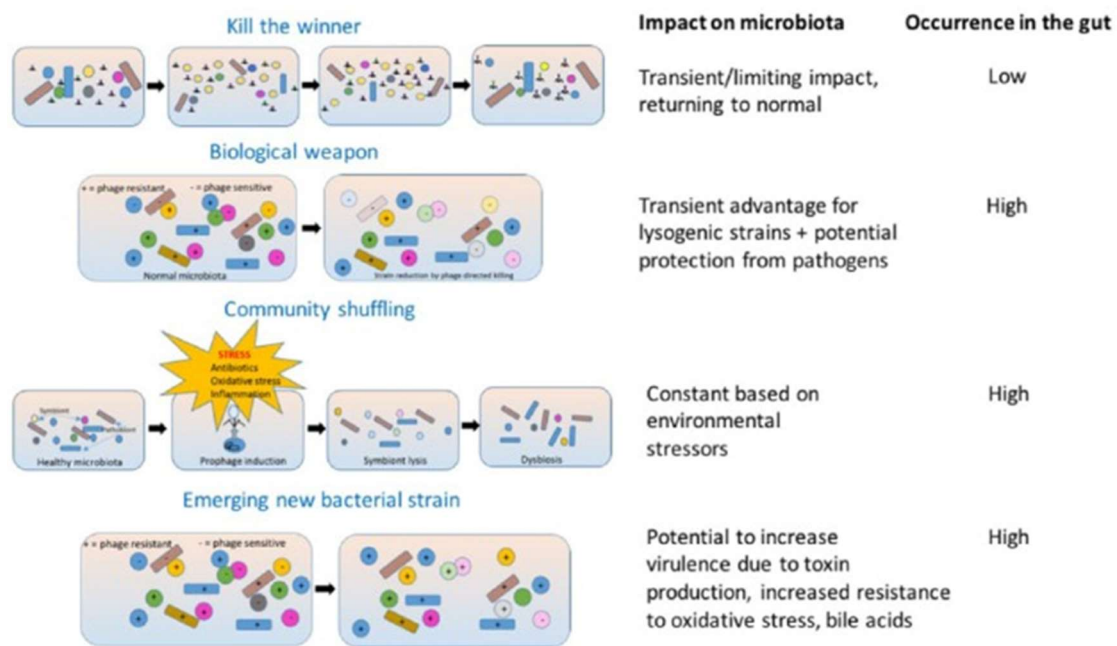 Kill the winner
Impact on microbiota
Occurrence in the gut
Transient/limiting impact,
returning to normal
Low
Biological weapon
+ = phage resistant
- = phage sensitive
Normal microbiota
Strain reduction by phage directed killing
Transient advantage for
lysogenic strains + potential
protection from pathogens
High
Community shuffling
STRESS
Antibiotics
Oxidative stress
Inflammation
Symbiont
Pathobiont
Healthy microbiota
Prophage induction
Symbiont lysis
Dysbiosis
Constant based on
environmental
stressors
High
Emerging new bacterial strain
+ = phage resistant
- = phage sensitive
Potential to increase
virulence due to toxin
production, increased resistance
to oxidative stress, bile acids
High